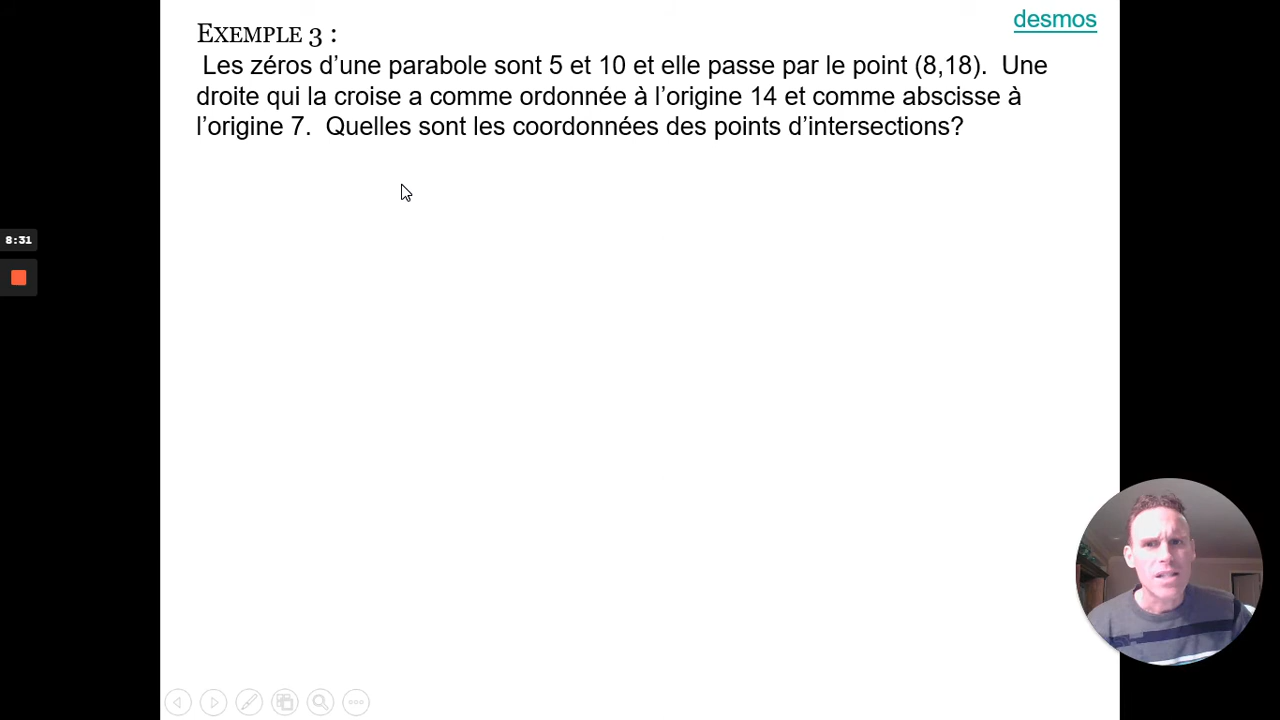 desmos
EXEMPLE 3 :
Les zéros d’une parabole sont 5 et 10 et elle passe par le point (8,18). Une
droite qui la croise a comme ordonnée à l’origine 14 et comme abscisse à
l’origine 7. Quelles sont les coordonnées des points d’intersections?
8:31